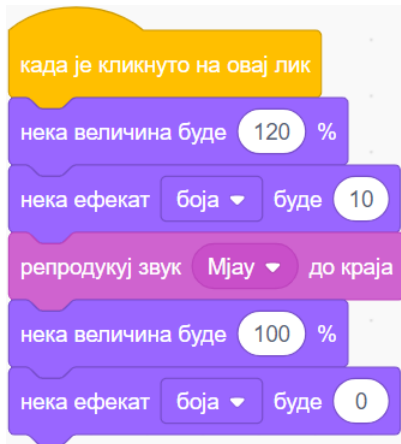 када је кликнуто на овај лик
нека величина буде 120 %
нека ефекат боја буде 10
репродукуј звук Мјау до краја
нека величина буде 100 %
нека ефекат боја буде 0